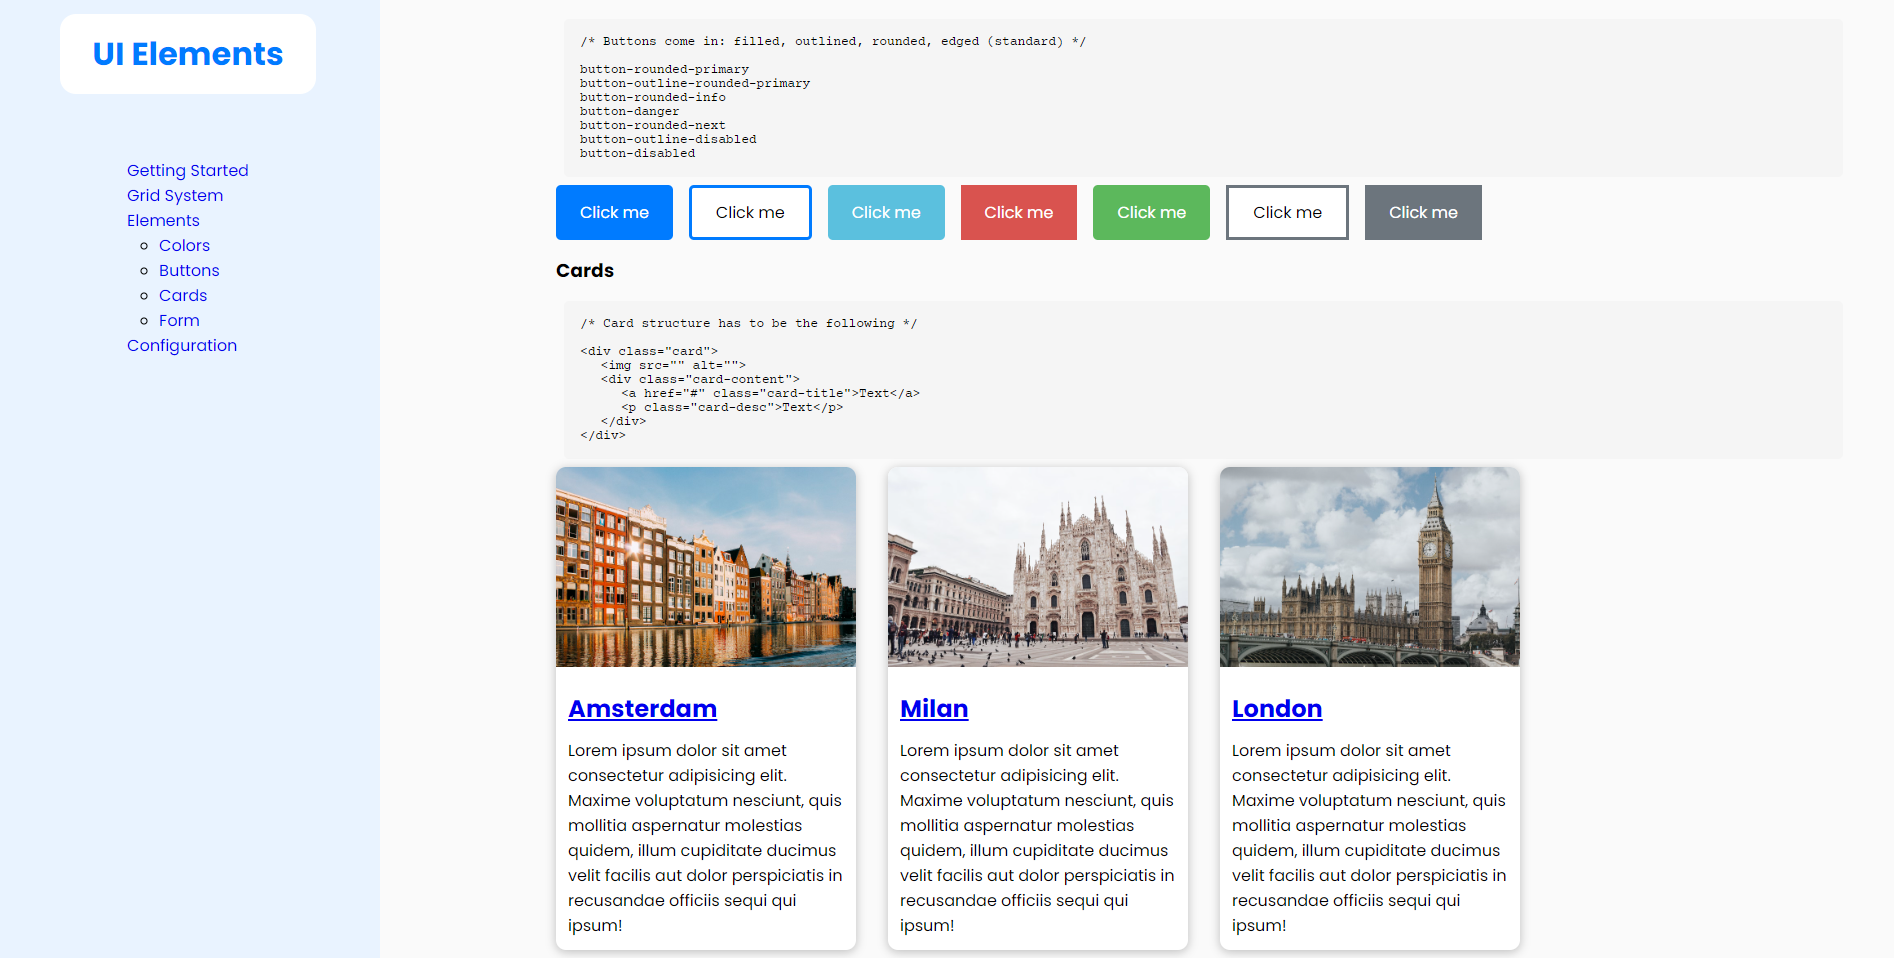 UI Elements
Getting Started
Grid System
Elements
Colors
Buttons
Cards
Form
Configuration
/* Buttons come in: filled, outlined, rounded, edged (standard) */
button-rounded-primary
button-outline-rounded-primary
button-rounded-info
button-danger
button-rounded-next
button-outline-disabled
button-disabled
Click me Click me Click me Click me Click me Click me Click me
Cards
/* Card structure has to be the following */
<div class="card">
<img src="" alt="">
<div class="card-content">
<a href="#" class="card-title">Text</a>
<p class="card-desc">Text</p>
</div>
</div>
Amsterdam
Lorem ipsum dolor sit amet
consectetur adipisicing elit.
Maxime voluptatum nesciunt, quis
mollitia aspernatur molestias
quidem, illum cupiditate ducimus
velit facilis aut dolor perspiciatis in
recusandae officiis sequi qui
ipsum!
Milan
Lorem ipsum dolor sit amet
consectetur adipisicing elit.
Maxime voluptatum nesciunt, quis
mollitia aspernatur molestias
quidem, illum cupiditate ducimus
velit facilis aut dolor perspiciatis in
recusandae officiis sequi qui
ipsum!
London
Lorem ipsum dolor sit amet
consectetur adipisicing elit.
Maxime voluptatum nesciunt, quis
mollitia aspernatur molestias
quidem, illum cupiditate ducimus
velit facilis aut dolor perspiciatis in
recusandae officiis sequi qui
ipsum!